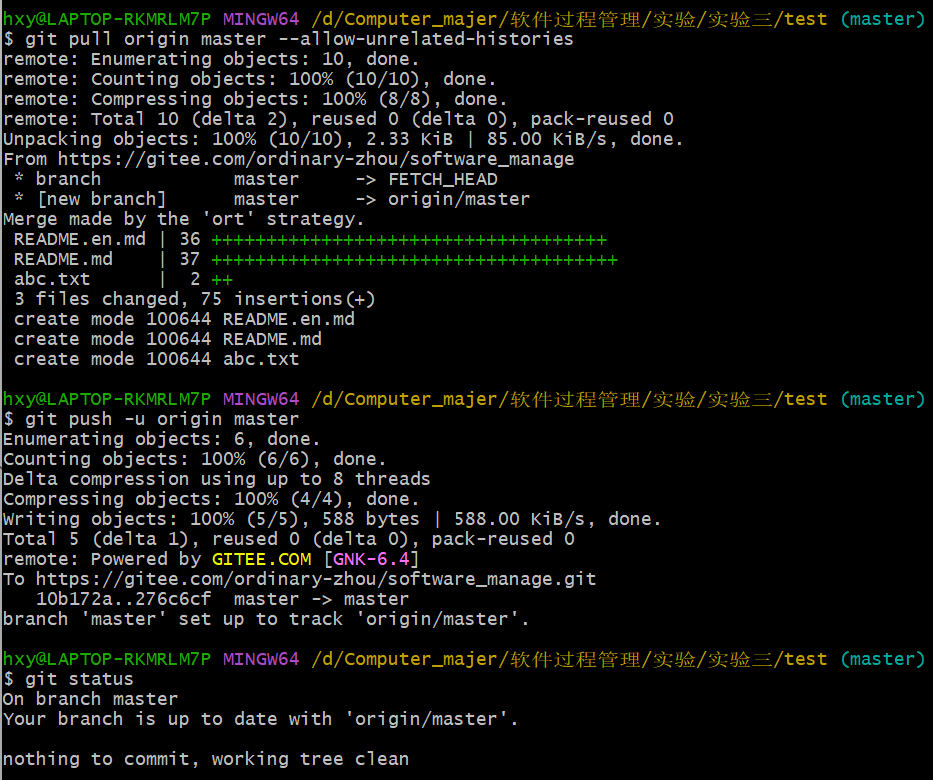 hxy@LAPTOP-RKMRLM7P MINGW64 /d/Computer_majer/软件过程管理/实验/实验三/test (master)
$ git pull origin master --allow-unrelated-histories
remote: Enumerating objects: 10, done.
remote: Counting objects: 100% (10/10), done.
remote: Compressing objects: 100% (8/8), done.
remote: Total 10 (delta 2), reused 0 (delta 0), pack-reused 0
Unpacking objects: 100% (10/10), 2.33 KiB | 85.00 KiB/s, done.
From https://gitee.com/ordinary-zhou/software_manage
 * branch            master     -> FETCH_HEAD
 * [new branch]      master     -> origin/master
Merge made by the 'ort' strategy.
 README.en.md | 36 ++++++++++++++++++++++++++++++++++++
 README.md    | 37 +++++++++++++++++++++++++++++++++++++
 abc.txt      |  2 ++
 3 files changed, 75 insertions(+)
 create mode 100644 README.en.md
 create mode 100644 README.md
 create mode 100644 abc.txt
hxy@LAPTOP-RKMRLM7P MINGW64 /d/Computer_majer/软件过程管理/实验/实验三/test (master)
$ git push -u origin master
Enumerating objects: 6, done.
Counting objects: 100% (6/6), done.
Delta compression using up to 8 threads
Compressing objects: 100% (4/4), done.
Writing objects: 100% (5/5), 588 bytes | 588.00 KiB/s, done.
Total 5 (delta 1), reused 0 (delta 0), pack-reused 0
remote: Powered by GITEE.COM [GNK-6.4]
To https://gitee.com/ordinary-zhou/software_manage.git
   10b172a..276c6cf  master -> master
branch 'master' set up to track 'origin/master'.
hxy@LAPTOP-RKMRLM7P MINGW64 /d/Computer_majer/软件过程管理/实验/实验三/test (master)
$ git status
On branch master
Your branch is up to date with 'origin/master'.
nothing to commit, working tree clean